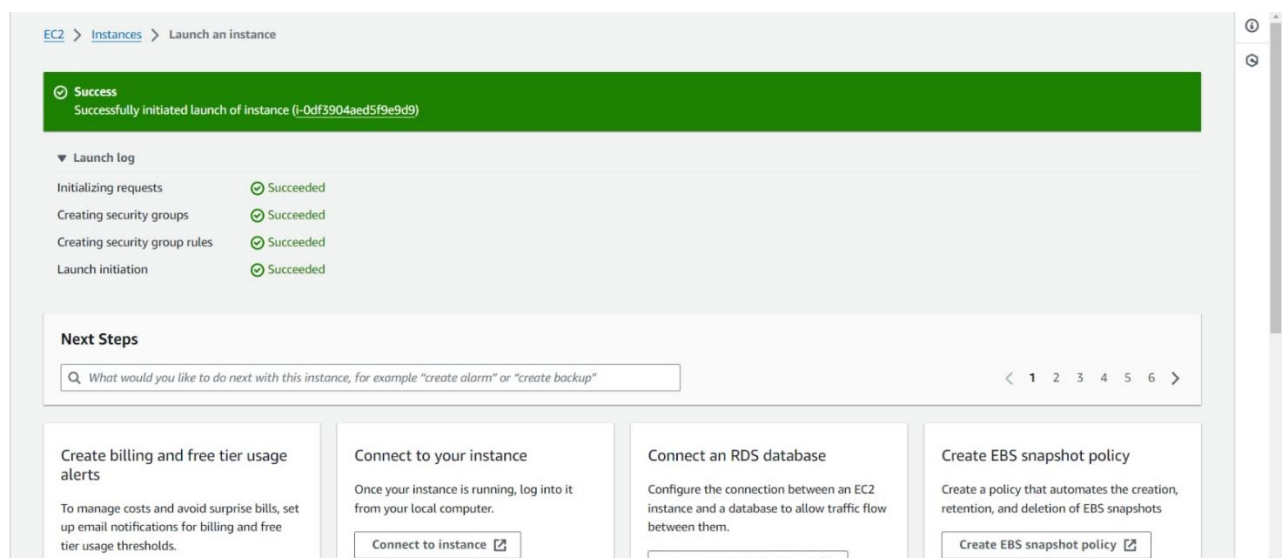 EC2 > Instances > Launch an instance
Success
Successfully initiated launch of instance (i-0df3904aed5f9e9d9)
Launch log
Initializing requests Succeeded
Creating security groups Succeeded
Creating security group rules Succeeded
Launch initiation Succeeded
Next Steps
What would you like to do next with this instance, for example “create alarm” or “create backup”
< 1 2 3 4 5 6 >
Create billing and free tier usage
alerts
To manage costs and avoid surprise bills, set
up email notifications for billing and free
tier usage thresholds.
Connect to your instance
Once your instance is running, log into it
from your local computer.
Connect to instance
Connect an RDS database
Configure the connection between an EC2
instance and a database to allow traffic flow
between them.
Create EBS snapshot policy
Create a policy that automates the creation,
retention, and deletion of EBS snapshots
Create EBS snapshot policy